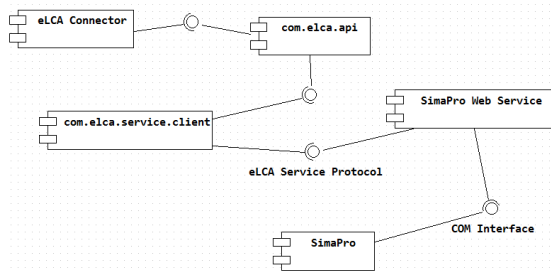 eLCA Connector
com.elca.api
SimaPro Web Service
com.elca.service.client
eLCA Service Protocol
COM Interface
SimaPro